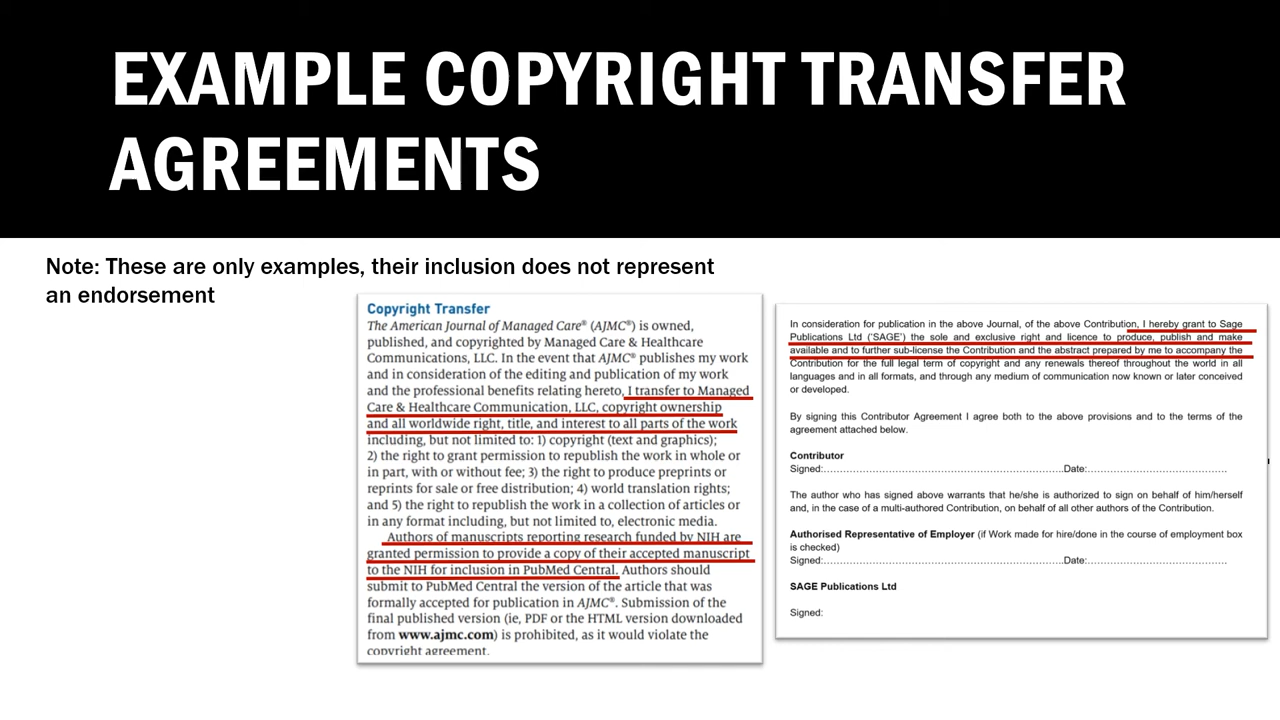 EXAMPLE COPYRIGHT TRANSFER
AGREEMENTS
Note: These are only examples, their inclusion does not represent
an endorsement
Copyright Transfer
The American Journal of Managed Care® (AJMC®) is owned,
published, and copyrighted by Managed Care & Healthcare
Communications, LLC. In the event that AJMC® publishes my work
and in consideration of the editing and publication of my work
and the professional benefits relating hereto, I transfer to Managed
Care & Healthcare Communication, LLC, copyright ownership
and all worldwide right, title, and interest to all parts of the work
including, but not limited to: 1) copyright (text and graphics);
2) the right to grant permission to republish the work in whole or
in part, with or without fee; 3) the right to produce preprints or
reprints for sale or free distribution; 4) world translation rights;
and 5) the right to republish the work in a collection of articles or
in any format including, but not limited to, electronic media.
Authors of manuscripts reporting research funded by NIH are
granted permission to provide a copy of their accepted manuscript
to the NIH for inclusion in PubMed Central. Authors should
submit to PubMed Central the version of the article that was
formally accepted for publication in AJMC®. Submission of the
final published version (ie, PDF or the HTML version downloaded
from www.ajmc.com) is prohibited, as it would violate the
copyright agreement.
In consideration for publication in the above Journal, of the above Contribution, I hereby grant to Sage
Publications Ltd ('SAGE') the sole and exclusive right and licence to produce, publish and make
available and to further sub-license the Contribution and the abstract prepared by me to accompany the
Contribution for the full legal term of copyright and any renewals thereof throughout the world in all
languages and in all formats, and through any medium of communication now known or later conceived
or developed.
By signing this Contributor Agreement I agree both to the above provisions and to the terms of the
agreement attached below.
Contributor
Signed:……………………………………………………………Date:……………………………
The author who has signed above warrants that he/she is authorized to sign on behalf of him/herself
and, in the case of a multi-authored Contribution, on behalf of all other authors of the Contribution.
Authorised Representative of Employer (if Work made for hire/done in the course of employment box
is checked)
Signed:……………………………………………………………Date:……………………………
SAGE Publications Ltd
Signed: